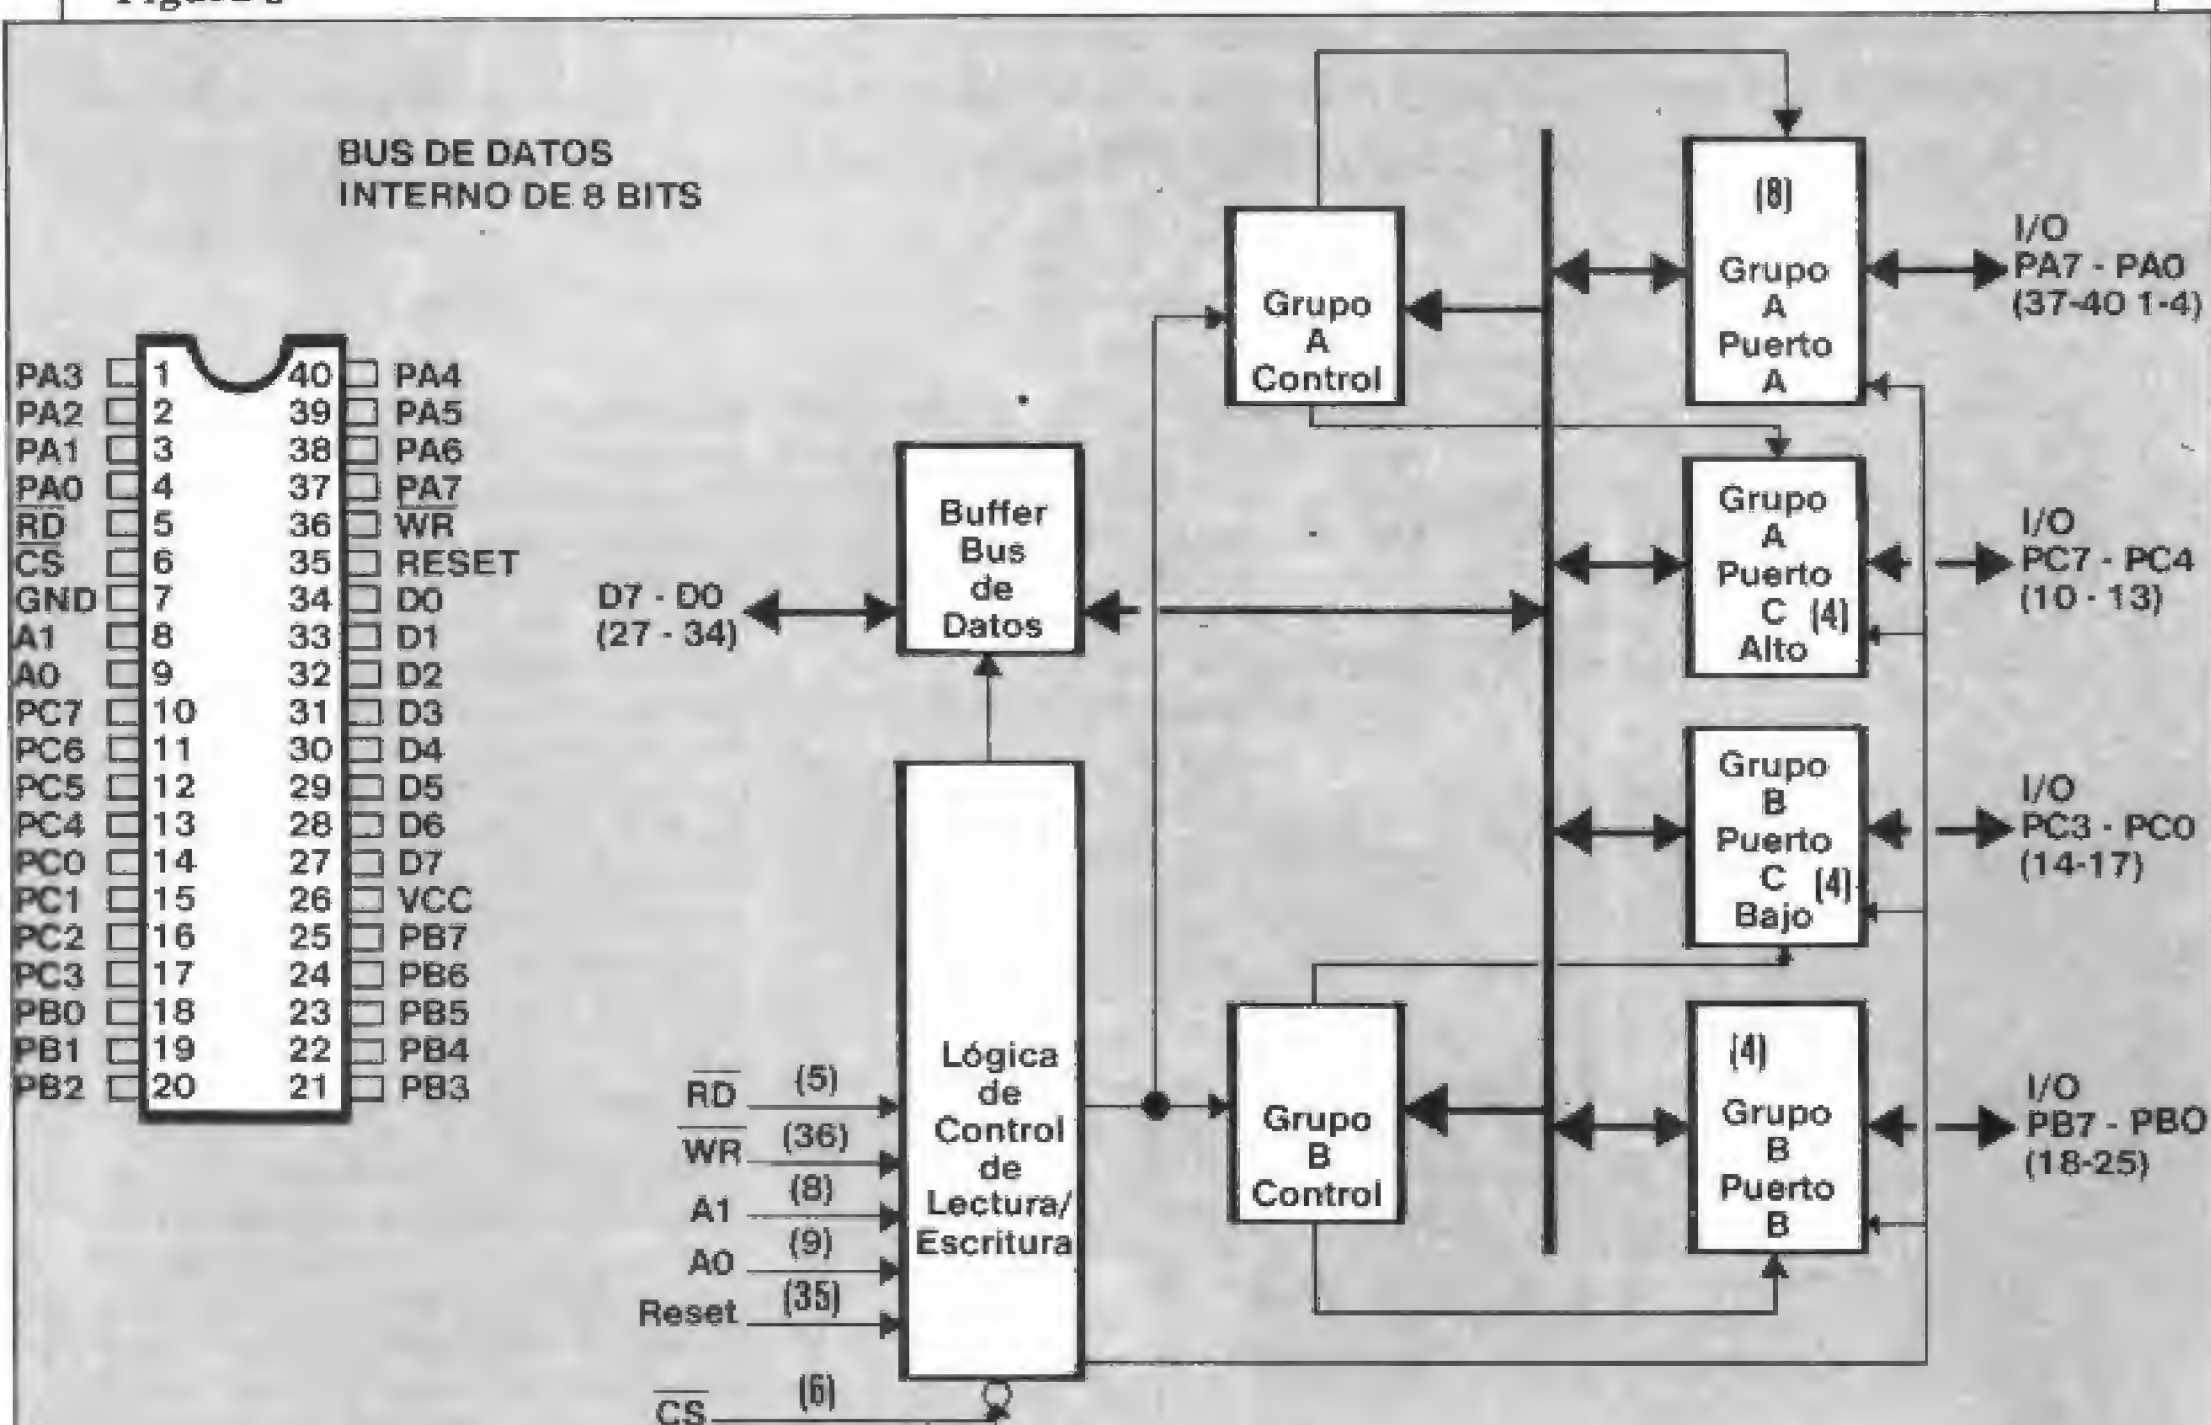 BUS DE DATOS
INTERNO DE 8 BITS
PA3 1 40 PA4
PA2 2 39 PA5
PA1 3 38 PA6
PA0 4 37 PA7
RD 5 36 WR
CS 6 35 RESET
GND 7 34 D0
A1 8 33 D1
A0 9 32 D2
PC7 10 31 D3
PC6 11 30 D4
PC5 12 29 D5
PC4 13 28 D6
PC0 14 27 D7
PC1 15 26 VCC
PC2 16 25 PB7
PC3 17 24 PB6
PB0 18 23 PB5
PB1 19 22 PB4
PB2 20 21 PB3
D7 - D0
(27 - 34)
Buffer
Bus
de
Datos
RD (5)
WR (36)
A1 (8)
A0 (9)
Reset (35)
CS (6)
Lógica
de
Control
de
Lectura/
Escritura
Grupo
A
Control
Grupo
B
Control
(8)
Grupo
A
Puerto
A
I/O
PA7 - PA0
(37-40 1-4)
Grupo
A
Puerto
C (4)
Alto
I/O
PC7 - PC4
(10 - 13)
Grupo
B
Puerto
C (4)
Bajo
I/O
PC3 - PC0
(14-17)
(4)
Grupo
B
Puerto
B
I/O
PB7 - PB0
(18-25)